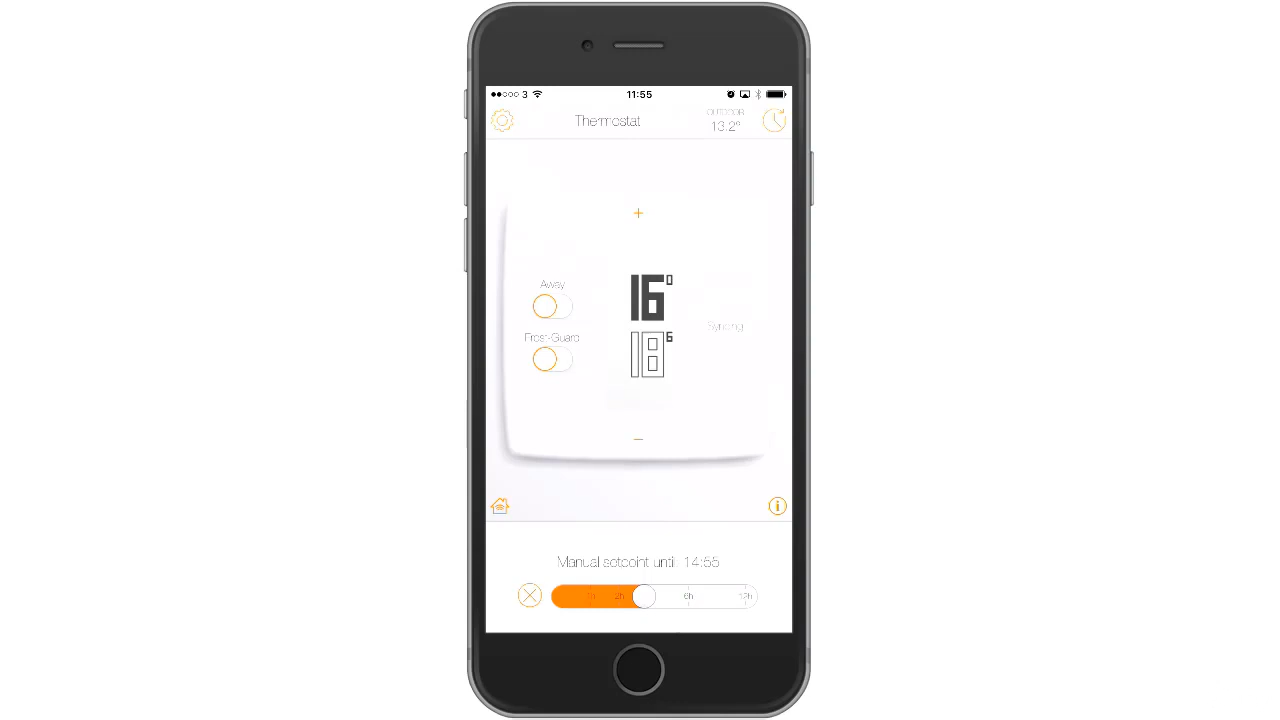 3 11:55
Thermostat
OUTDOOR
13.2°
+
Away
16°
Syncing
Frost-Guard
18 6
−
Manual setpoint until 14:55
1h 2h 6h 12h